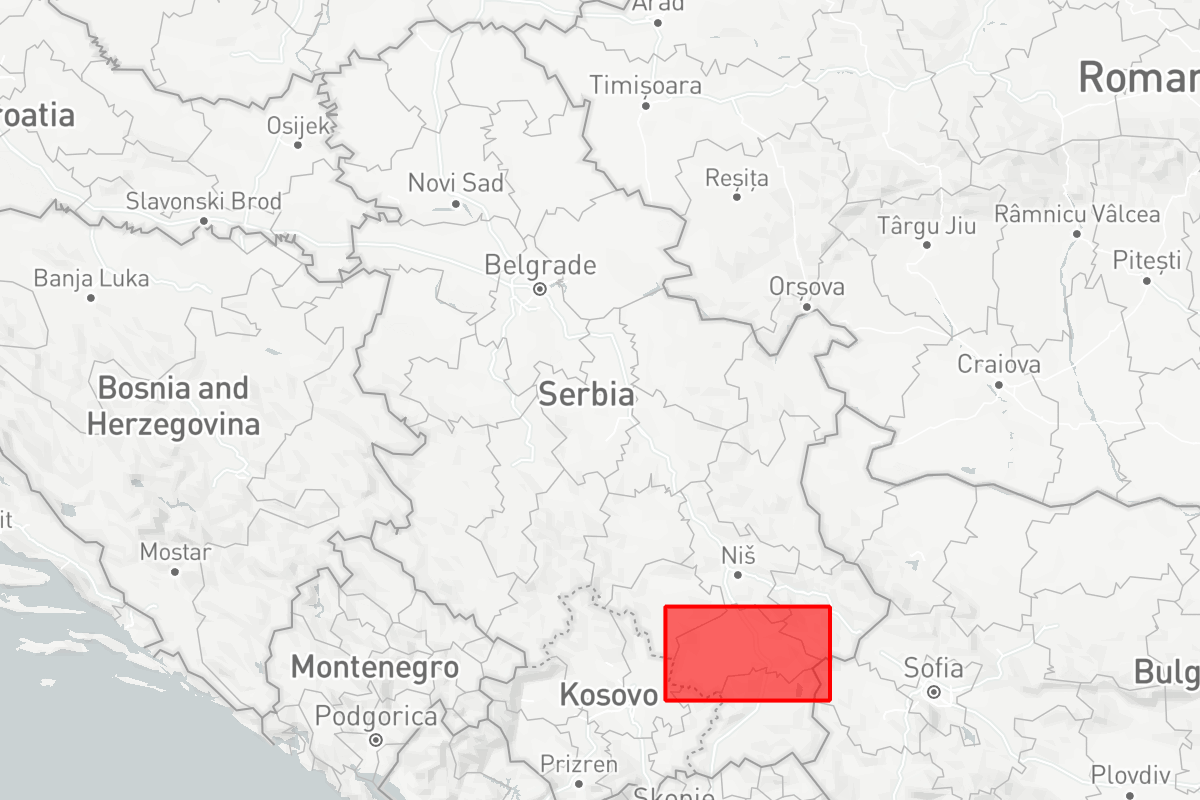 Arad
Roman
Timișoara
roatia
Osijek
Reșița
Novi Sad
Slavonski Brod
Râmnicu Vâlcea
Târgu Jiu
Belgrade
Pitești
Banja Luka
Orșova
Craiova
Bosnia and
Herzegovina
Serbia
it
Mostar
Niš
Montenegro
Sofia
Bulg
Kosovo
Podgorica
Prizren
Plovdiv
Skopje